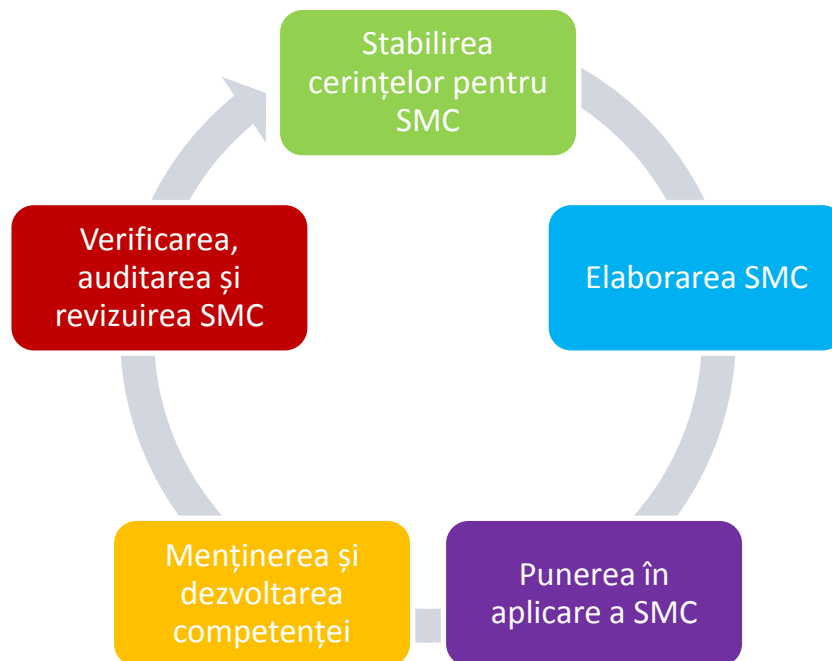 Stabilirea
cerințelor pentru
SMC
Elaborarea SMC
Punerea în
aplicare a SMC
Menținerea și
dezvoltarea
competenței
Verificarea,
auditarea și
revizuirea SMC